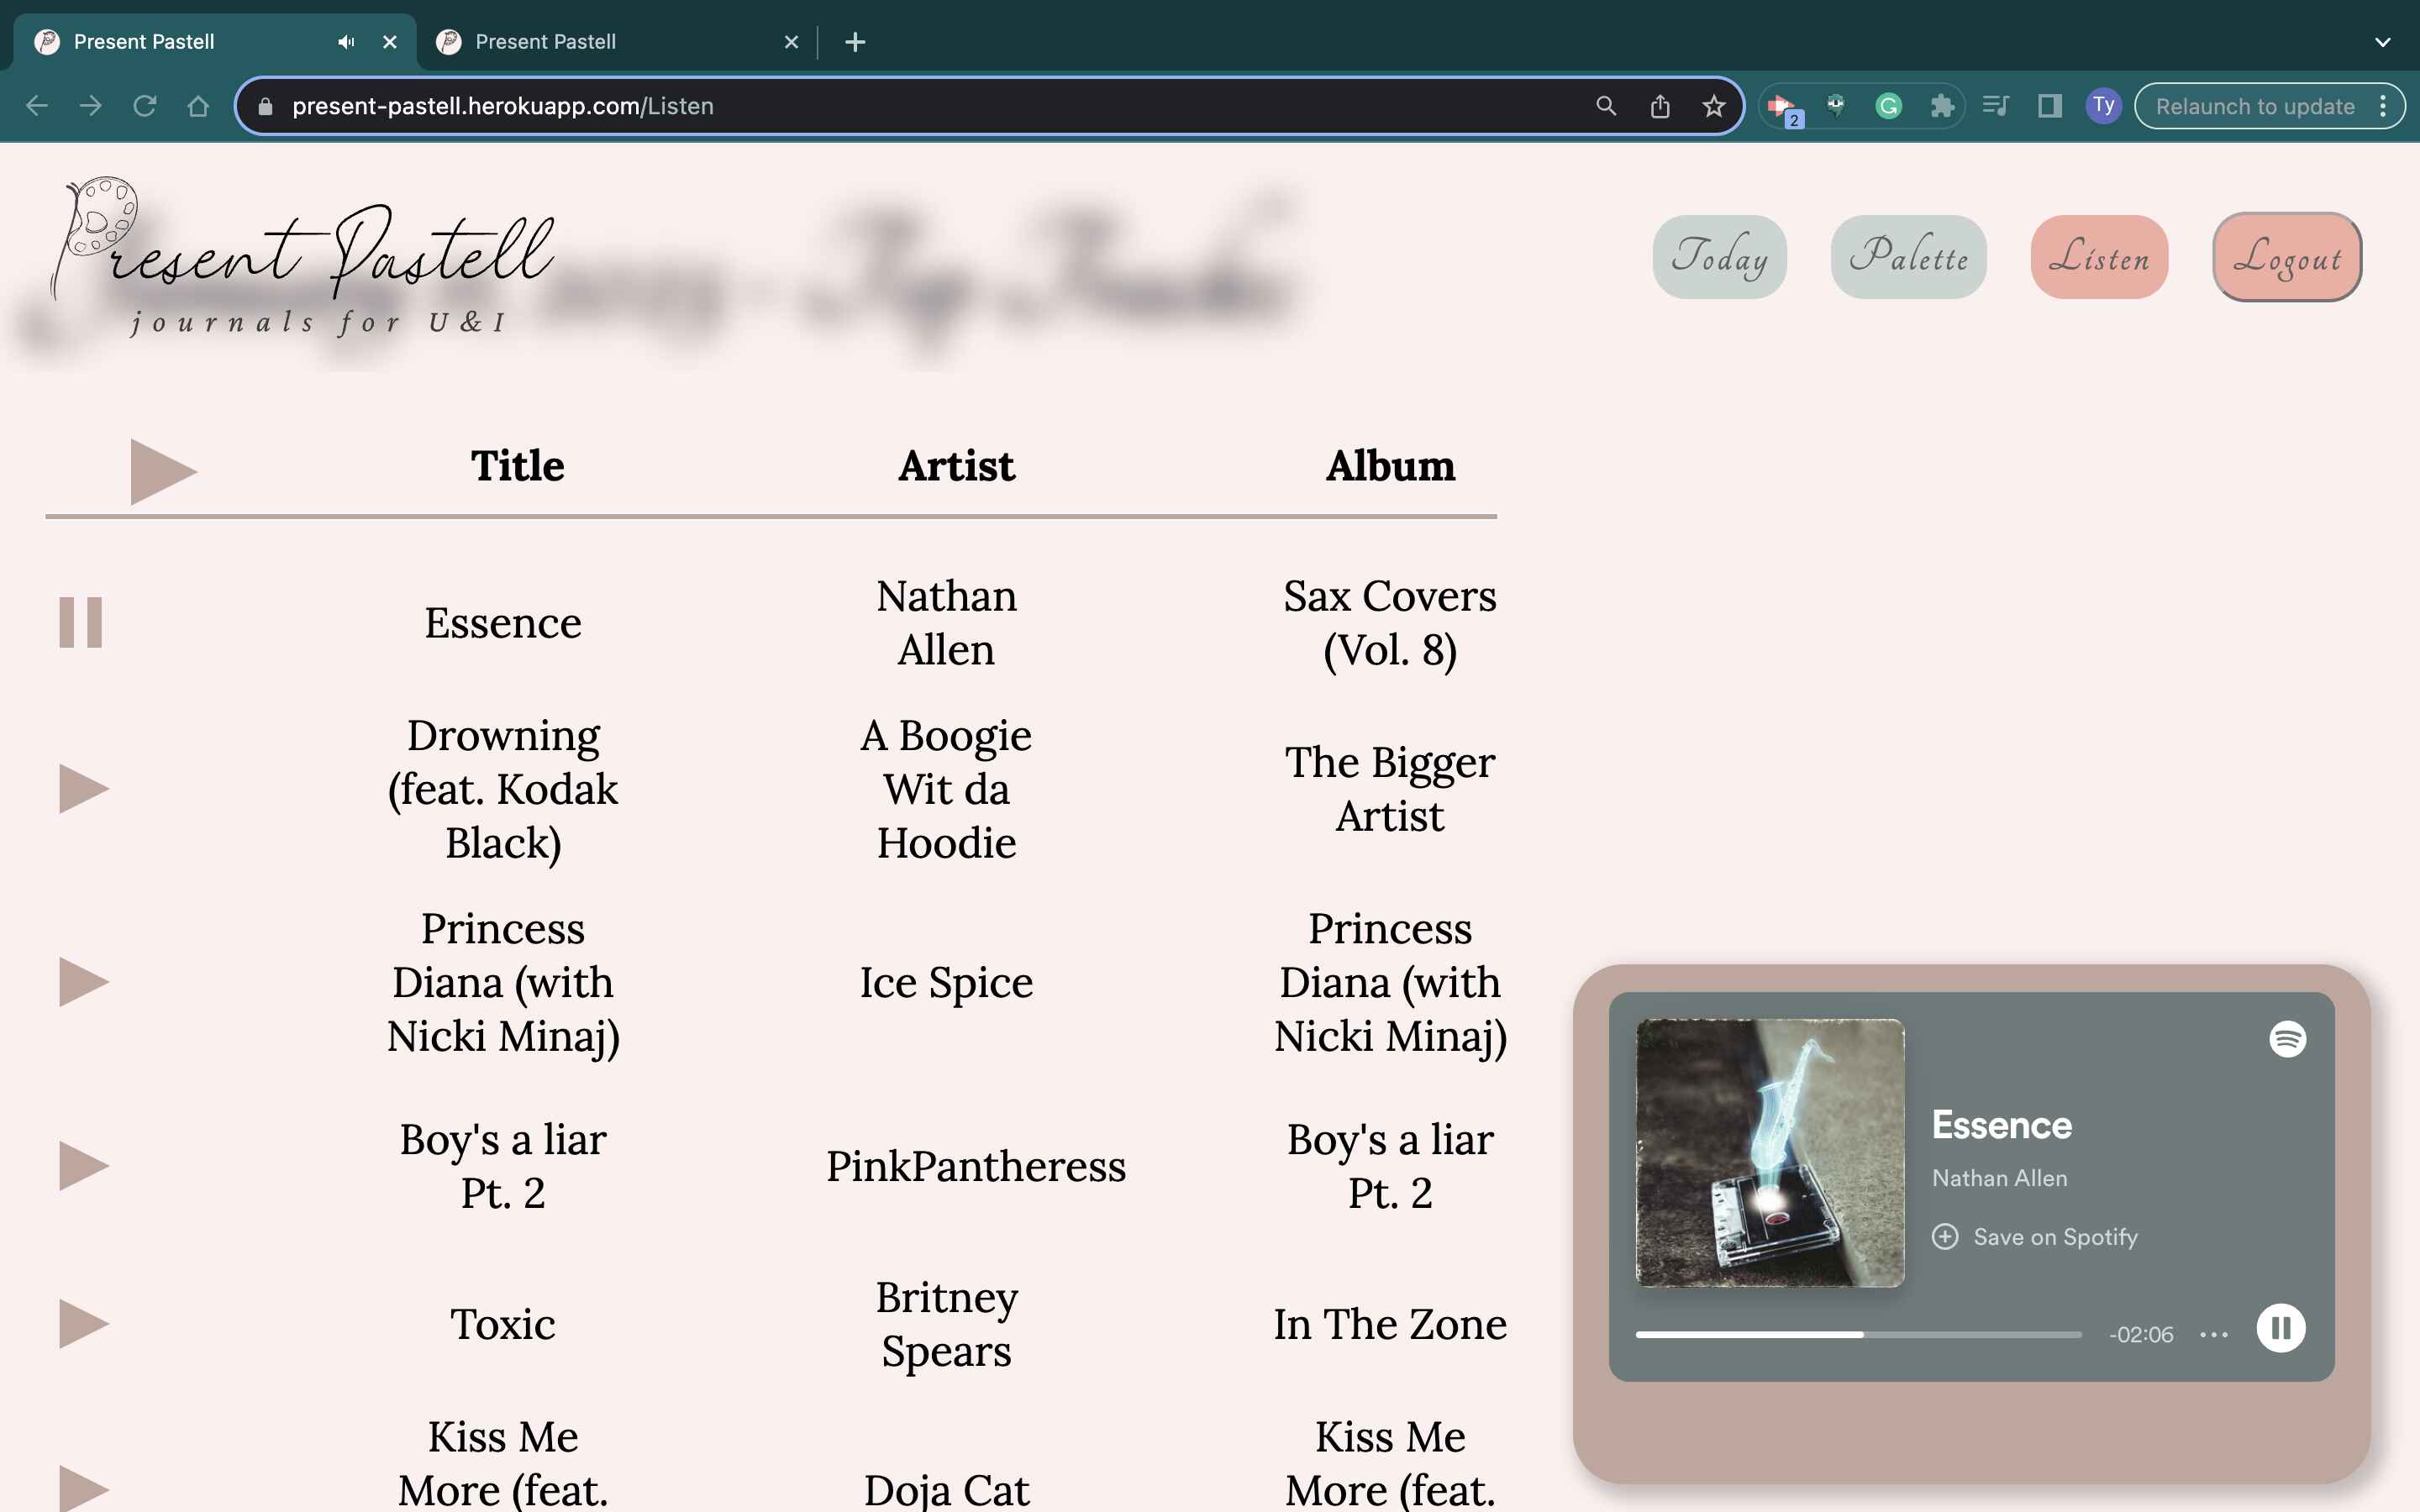 Present Pastell
Present Pastell
present-pastell.herokuapp.com/Listen
2
Ty
Relaunch to update
Present Pastell
journals for U&I
2023 - Top Tracks
Today
Palette
Listen
Logout
Title
Artist
Album
Essence
Nathan
Allen
Sax Covers
(Vol. 8)
Drowning
(feat. Kodak
Black)
A Boogie
Wit da
Hoodie
The Bigger
Artist
Princess
Diana (with
Nicki Minaj)
Ice Spice
Princess
Diana (with
Nicki Minaj)
Boy's a liar
Pt. 2
PinkPantheress
Boy's a liar
Pt. 2
Toxic
Britney
Spears
In The Zone
Kiss Me
More (feat.
Doja Cat
Kiss Me
More (feat.
Essence
Nathan Allen
Save on Spotify
-02:06